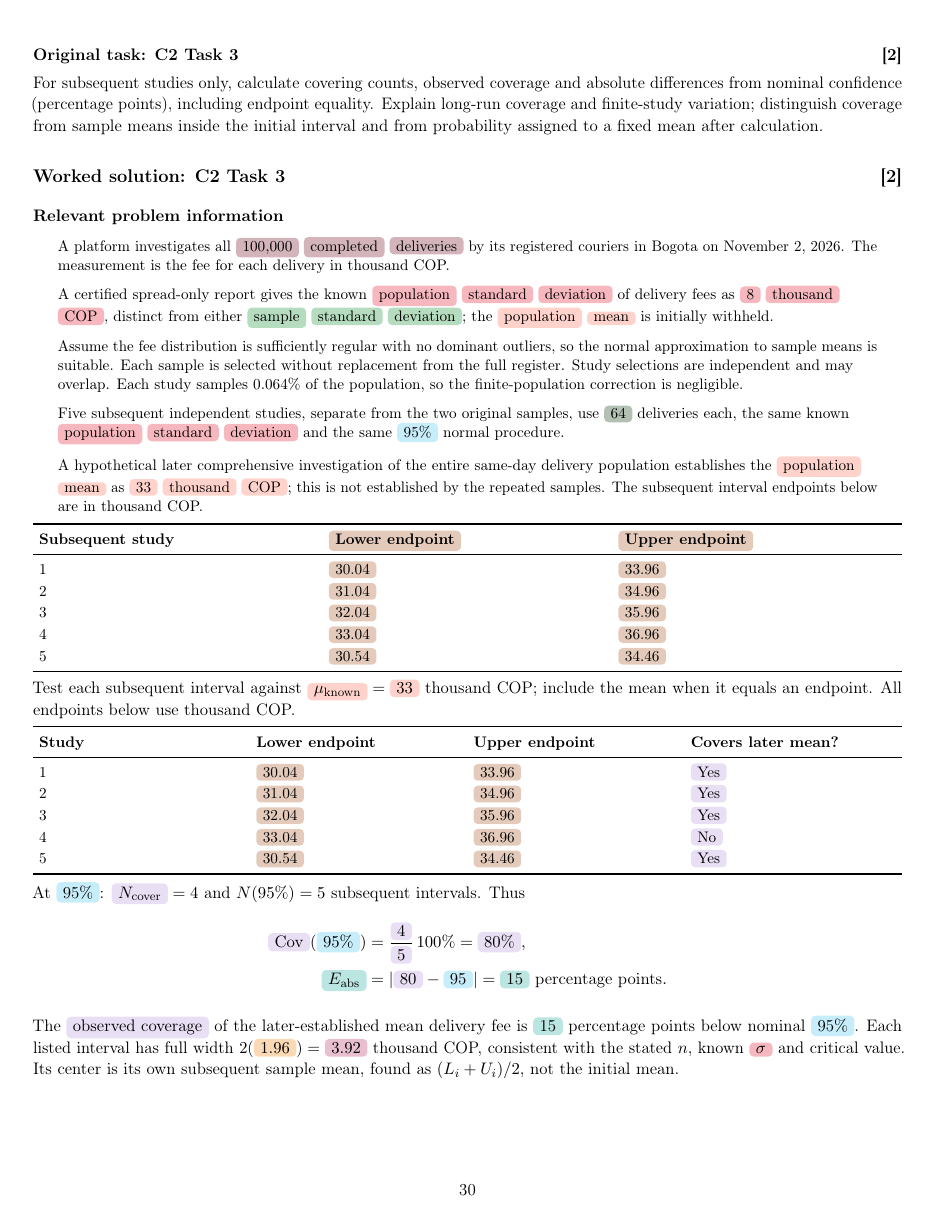 Original task: C2 Task 3 [2]
For subsequent studies only, calculate covering counts, observed coverage and absolute differences from nominal confidence
(percentage points), including endpoint equality. Explain long-run coverage and finite-study variation; distinguish coverage
from sample means inside the initial interval and from probability assigned to a fixed mean after calculation.
Worked solution: C2 Task 3 [2]
Relevant problem information
A platform investigates all 100,000 completed deliveries by its registered couriers in Bogota on November 2, 2026. The
measurement is the fee for each delivery in thousand COP.
A certified spread-only report gives the known population standard deviation of delivery fees as 8 thousand
COP, distinct from either sample standard deviation; the population mean is initially withheld.
Assume the fee distribution is sufficiently regular with no dominant outliers, so the normal approximation to sample means is
suitable. Each sample is selected without replacement from the full register. Study selections are independent and may
overlap. Each study samples 0.064% of the population, so the finite-population correction is negligible.
Five subsequent independent studies, separate from the two original samples, use 64 deliveries each, the same known
population standard deviation and the same 95% normal procedure.
A hypothetical later comprehensive investigation of the entire same-day delivery population establishes the population
mean as 33 thousand COP; this is not established by the repeated samples. The subsequent interval endpoints below
are in thousand COP.
Subsequent study Lower endpoint Upper endpoint
1 30.04 33.96
2 31.04 34.96
3 32.04 35.96
4 33.04 36.96
5 30.54 34.46
Test each subsequent interval against μ_known = 33 thousand COP; include the mean when it equals an endpoint. All
endpoints below use thousand COP.
Study Lower endpoint Upper endpoint Covers later mean?
1 30.04 33.96 Yes
2 31.04 34.96 Yes
3 32.04 35.96 Yes
4 33.04 36.96 No
5 30.54 34.46 Yes
At 95%: N_cover = 4 and N(95%) = 5 subsequent intervals. Thus
Cov(95%) = 4/5 100% = 80%,
E_abs = |80 − 95| = 15 percentage points.
The observed coverage of the later-established mean delivery fee is 15 percentage points below nominal 95%. Each
listed interval has full width 2(1.96) = 3.92 thousand COP, consistent with the stated n, known σ and critical value.
Its center is its own subsequent sample mean, found as (L_i + U_i)/2, not the initial mean.
30